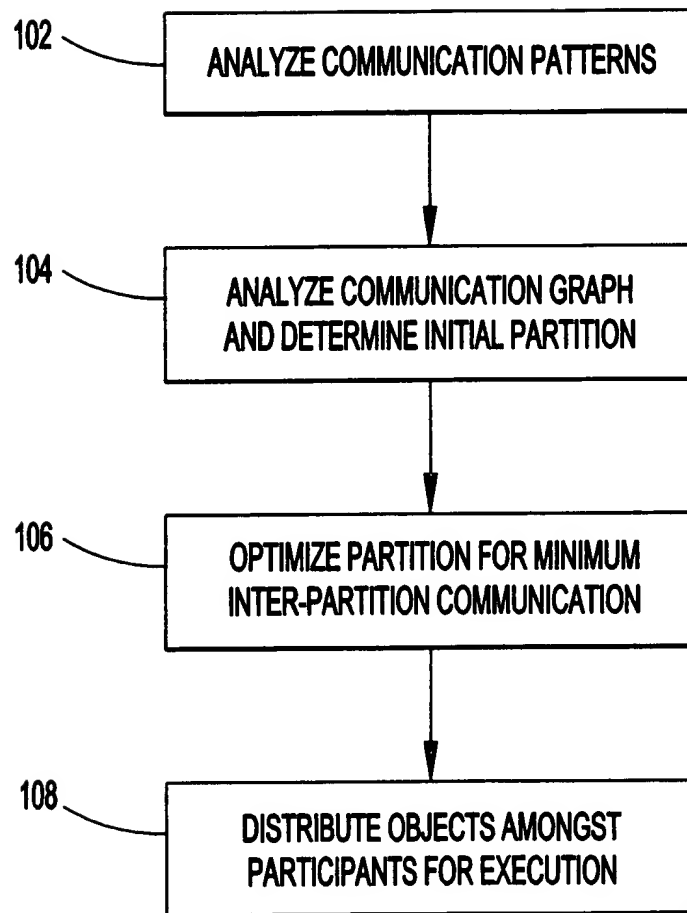 102
ANALYZE COMMUNICATION PATTERNS
104
ANALYZE COMMUNICATION GRAPH
AND DETERMINE INITIAL PARTITION
106
OPTIMIZE PARTITION FOR MINIMUM
INTER-PARTITION COMMUNICATION
108
DISTRIBUTE OBJECTS AMONGST
PARTICIPANTS FOR EXECUTION